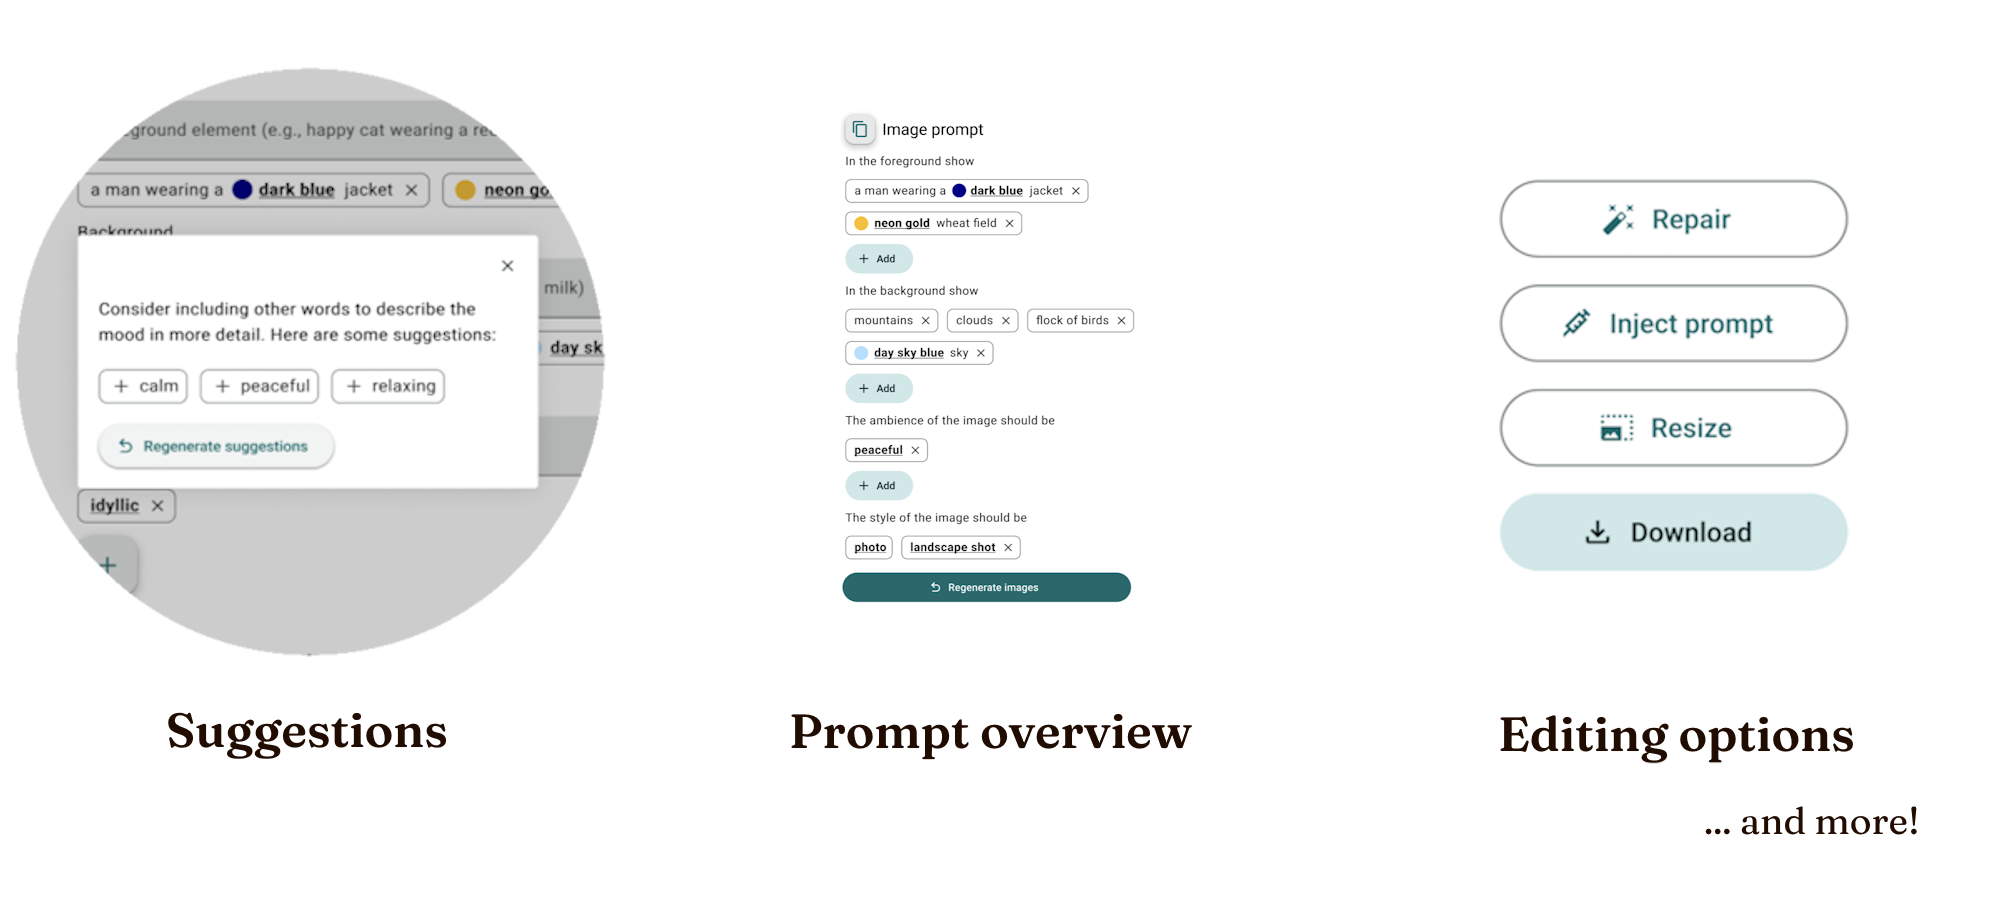 ground element (e.g., happy cat wearing a re
a man wearing a dark blue jacket neon go
Background
Consider including other words to describe the
mood in more detail. Here are some suggestions:
milk)
day sk
+ calm + peaceful + relaxing
Regenerate suggestions
idyllic
+
Suggestions
Image prompt
In the foreground show
a man wearing a dark blue jacket
neon gold wheat field
+ Add
In the background show
mountains clouds flock of birds
day sky blue sky
+ Add
The ambience of the image should be
peaceful
+ Add
The style of the image should be
photo landscape shot
Regenerate images
Prompt overview
Repair
Inject prompt
Resize
Download
Editing options
... and more!